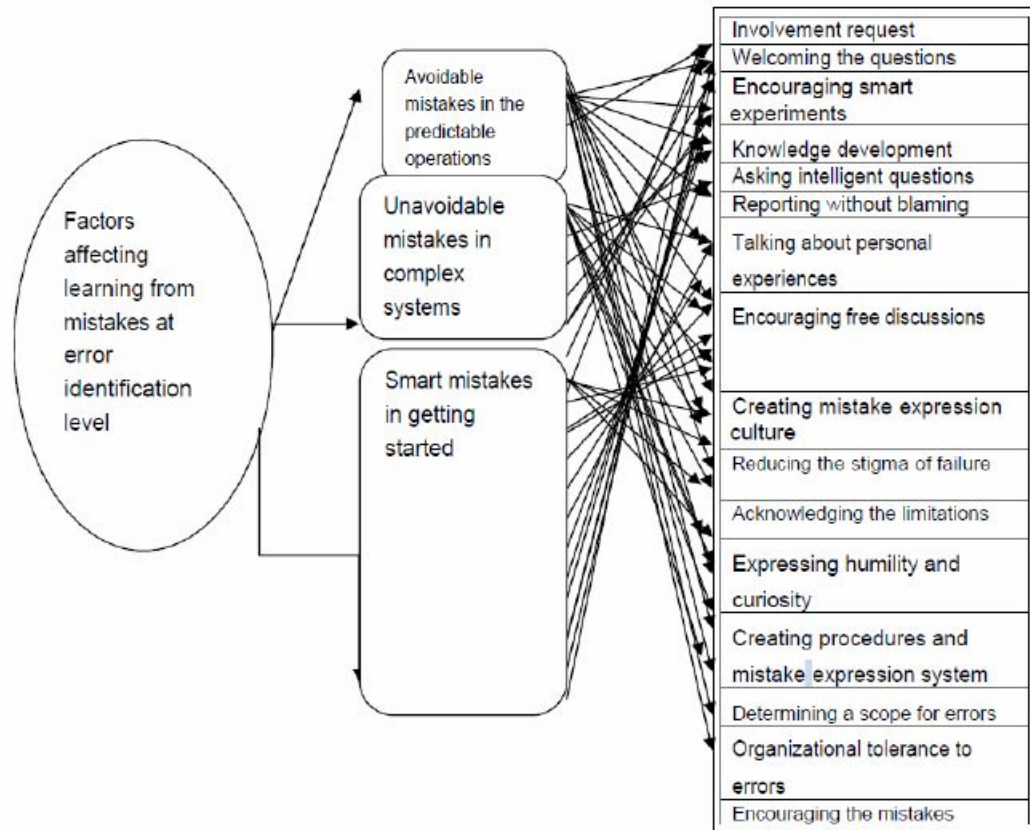 Factors
affecting
learning from
mistakes at
error
identification
level
Avoidable
mistakes in the
predictable
operations
Unavoidable
mistakes in
complex
systems
Smart mistakes
in getting
started
Involvement request
Welcoming the questions
Encouraging smart
experiments
Knowledge development
Asking intelligent questions
Reporting without blaming
Talking about personal
experiences
Encouraging free discussions
Creating mistake expression
culture
Reducing the stigma of failure
Acknowledging the limitations
Expressing humility and
curiosity
Creating procedures and
mistake expression system
Determining a scope for errors
Organizational tolerance to
errors
Encouraging the mistakes